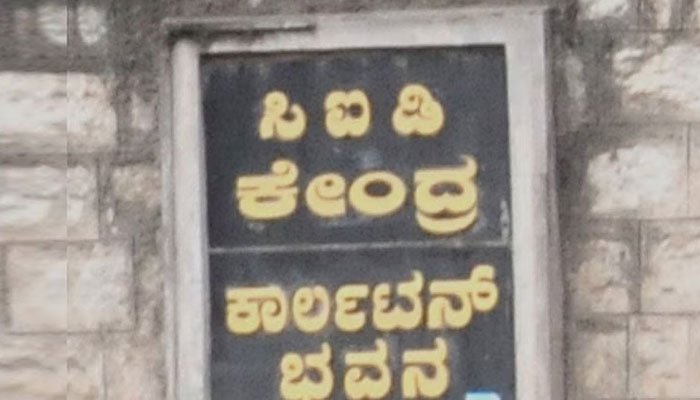 ಸಿ ಐ ಡಿ
ಕೇಂದ್ರ
ಕಾರ್ಲಟನ್
ಭವನ